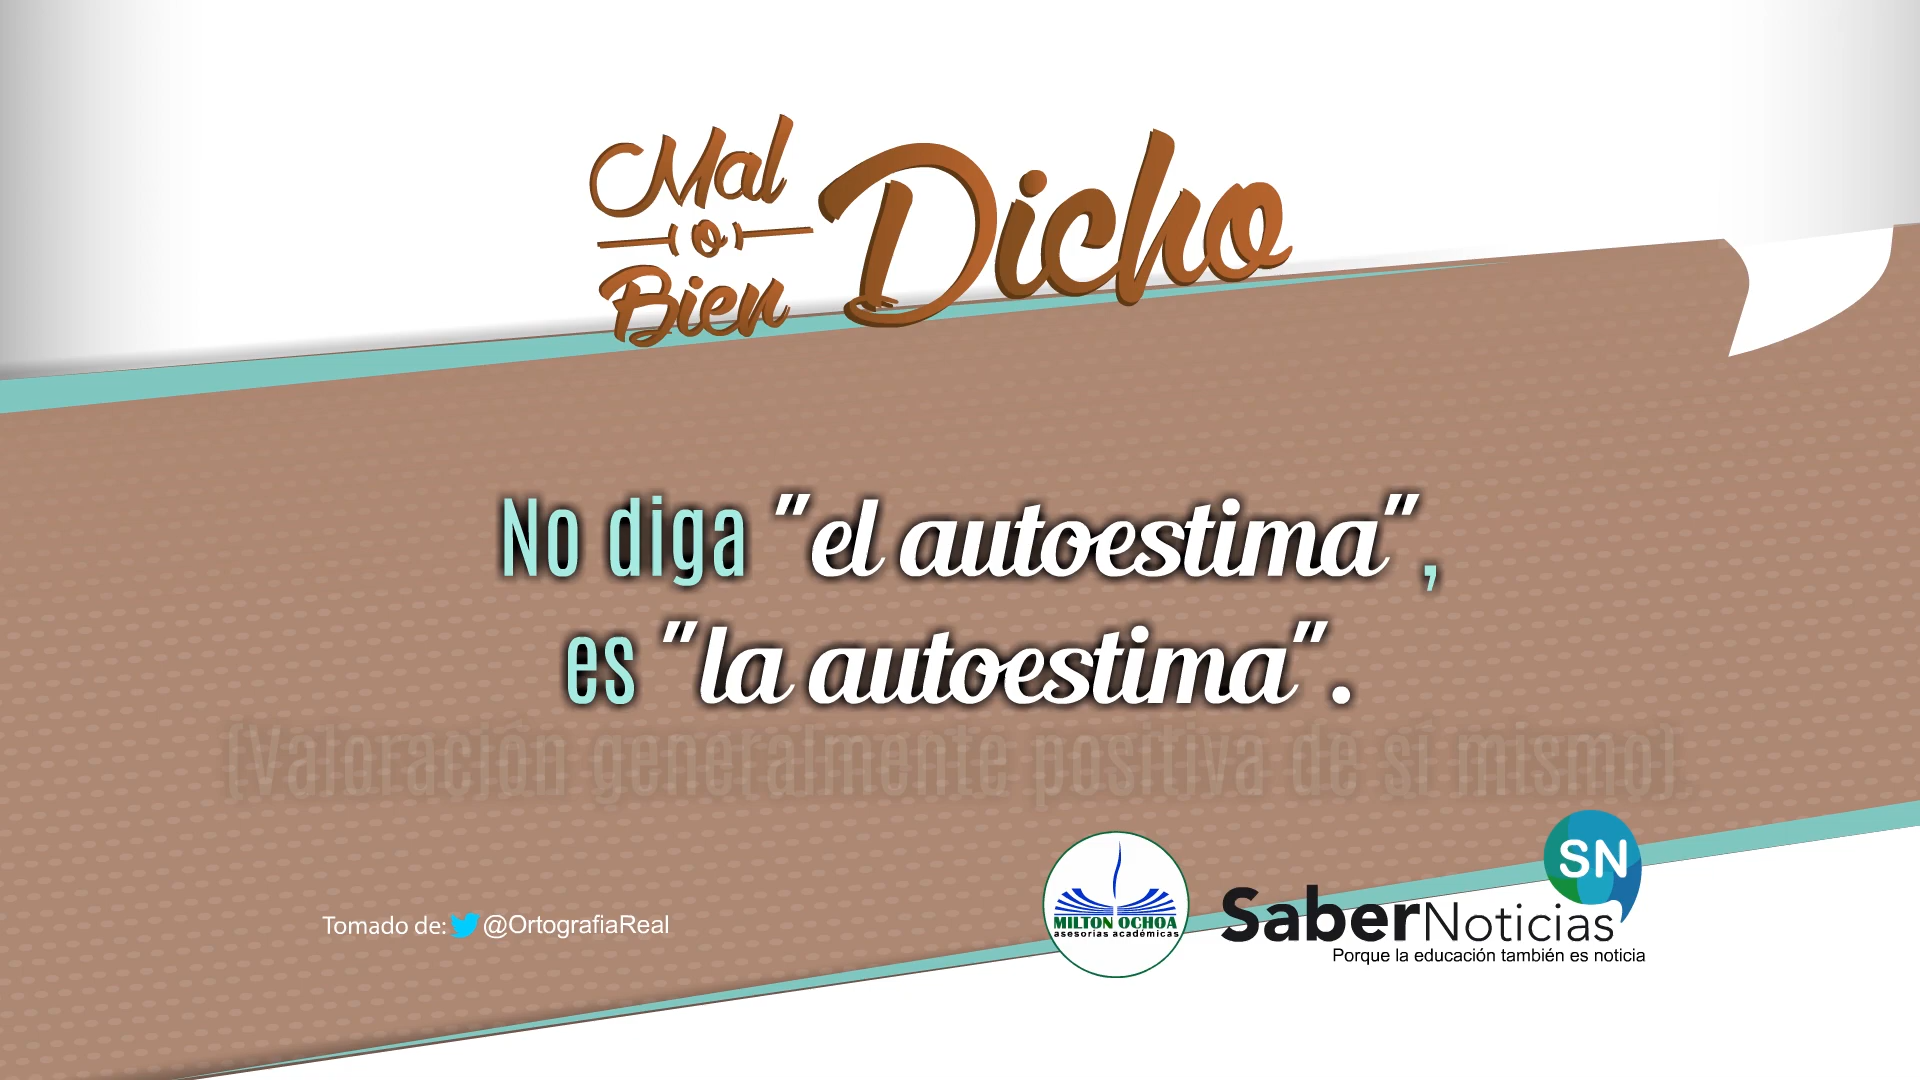 Mal
o
Bien
Dicho
No diga "el autoestima",
es "la autoestima".
(Valoración generalmente positiva de sí mismo).
Tomado de: @OrtografiaReal
MILTON OCHOA
asesorías académicas
SN
SaberNoticias
Porque la educación también es noticia